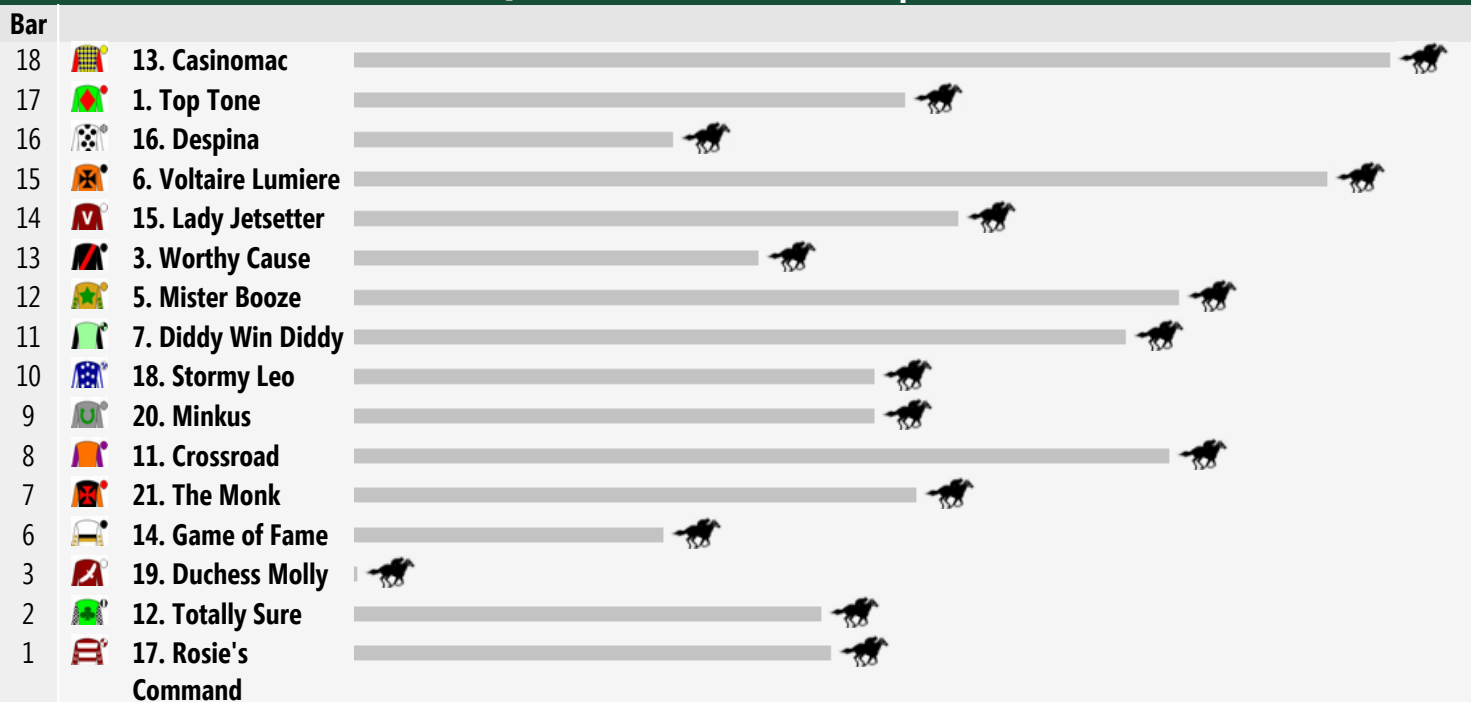 Bar
18 13. Casinomac
17 1. Top Tone
16 16. Despina
15 6. Voltaire Lumiere
14 V 15. Lady Jetsetter
13 3. Worthy Cause
12 5. Mister Booze
11 7. Diddy Win Diddy
10 18. Stormy Leo
9 20. Minkus
8 11. Crossroad
7 21. The Monk
6 14. Game of Fame
3 19. Duchess Molly
2 12. Totally Sure
1 17. Rosie's
Command